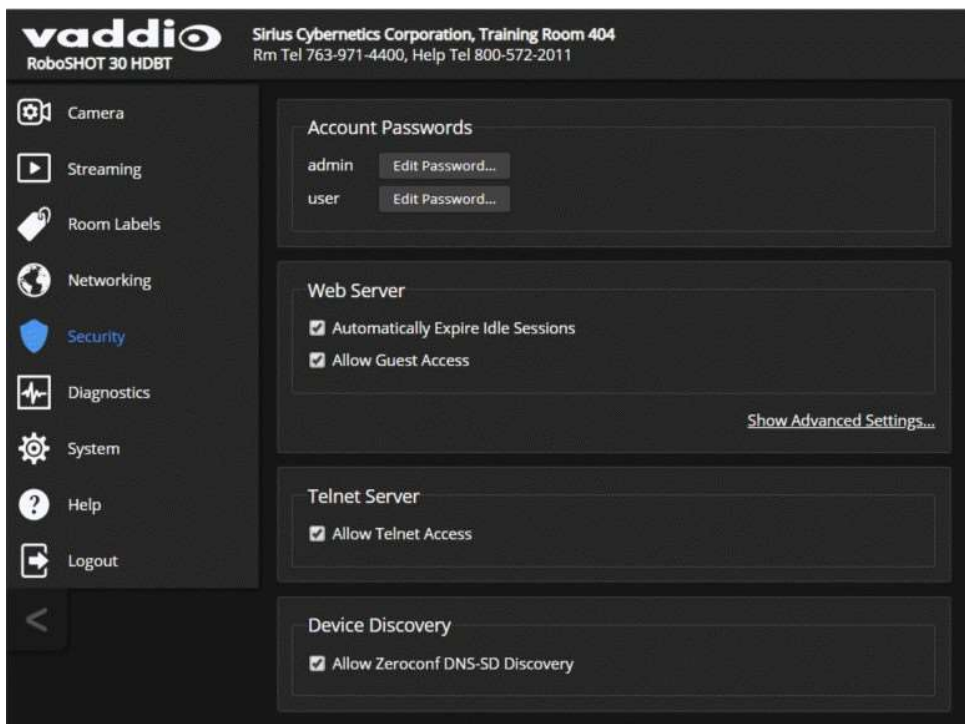 vaddio
RoboSHOT 30 HDBT
Sirius Cybernetics Corporation, Training Room 404
Rm Tel 763-971-4400, Help Tel 800-572-2011
Camera
Streaming
Room Labels
Networking
Security
Diagnostics
System
Help
Logout
<
Account Passwords
admin Edit Password...
user Edit Password...
Web Server
Automatically Expire Idle Sessions
Allow Guest Access
Show Advanced Settings...
Telnet Server
Allow Telnet Access
Device Discovery
Allow Zeroconf DNS-SD Discovery